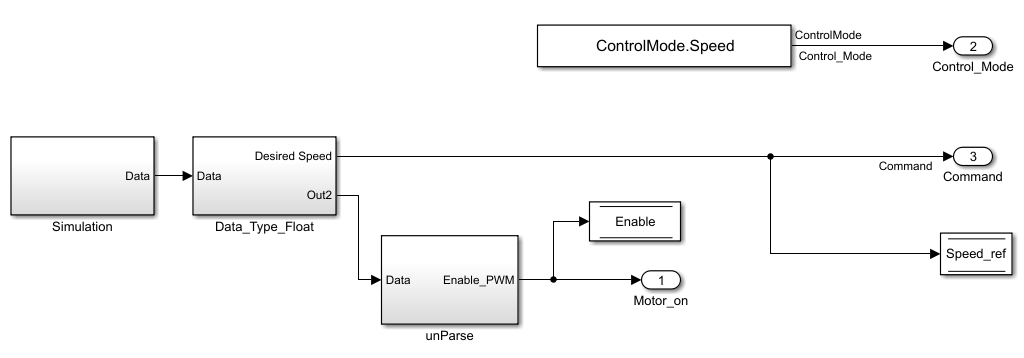 ControlMode.Speed
ControlMode
Control_Mode
2
Control_Mode
Data
Simulation
Data
Desired Speed
Out2
Data_Type_Float
Command
3
Command
Enable
Speed_ref
Data
Enable_PWM
unParse
1
Motor_on